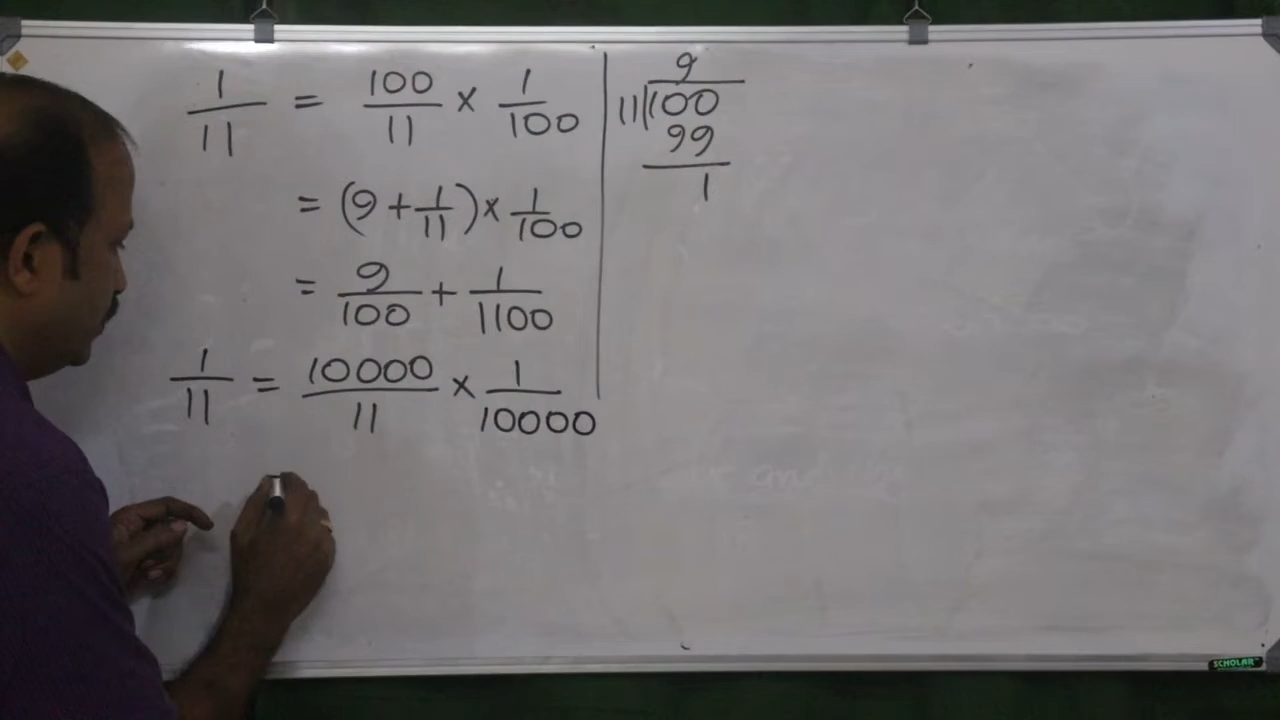 1/11 = 100/11 × 1/100
= (9 + 1/11) × 1/100
= 9/100 + 1/1100
1/11 = 10000/11 × 1/10000
9
11)100
99
1
SCHOLAR